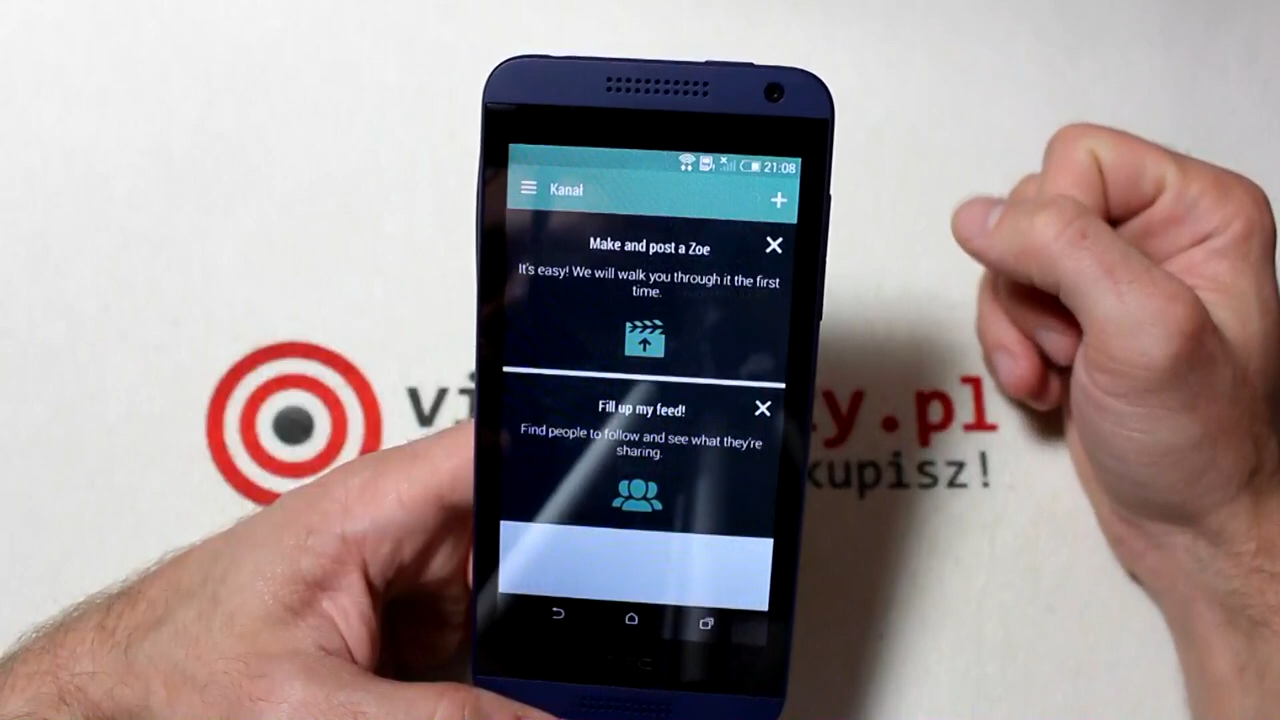 21:08
Kanał
Make and post a Zoe
It's easy! We will walk you through it the first
time.
Fill up my feed!
Find people to follow and see what they're
sharing.
kupisz!